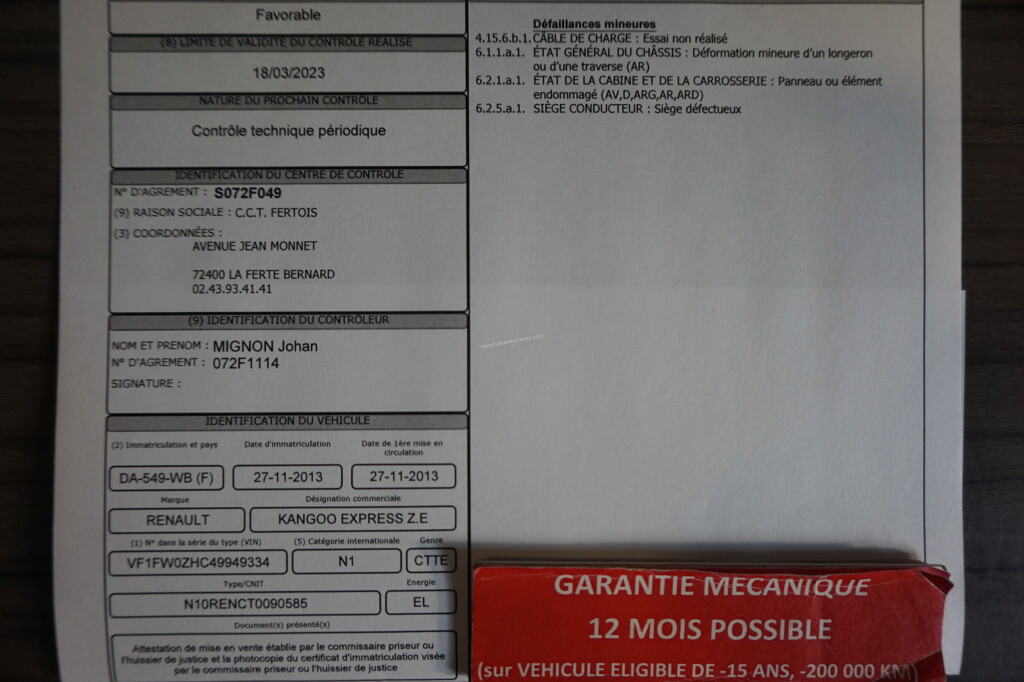 Favorable
(8) LIMITE DE VALIDITÉ DU CONTRÔLE RÉALISÉ
18/03/2023
NATURE DU PROCHAIN CONTRÔLE
Contrôle technique périodique
IDENTIFICATION DU CENTRE DE CONTRÔLE
N° D'AGREMENT : S072F049
(9) RAISON SOCIALE : C.C.T. FERTOIS
(3) COORDONNÉES :
AVENUE JEAN MONNET
72400 LA FERTE BERNARD
02.43.93.41.41
(9) IDENTIFICATION DU CONTRÔLEUR
NOM ET PRENOM : MIGNON Johan
N° D'AGREMENT : 072F1114
SIGNATURE :
IDENTIFICATION DU VÉHICULE
(2) Immatriculation et pays
Date d'immatriculation
Date de 1ère mise en
circulation
DA-549-WB (F)
27-11-2013
27-11-2013
Marque
Désignation commerciale
RENAULT
KANGOO EXPRESS Z.E
(1) N° dans la série du type (VIN)
(5) Catégorie internationale
Genre
VF1FW0ZHC49949334
N1
CTTE
Type/CNIT
Energie
N10RENCT0090585
EL
Document(s) présenté(s)
Attestation de mise en vente établie par le commissaire priseur ou
l'huissier de justice et la photocopie du certificat d'immatriculation visée
par le commissaire priseur ou l'huissier de justice
Défaillances mineures
4.15.6.b.1. CÂBLE DE CHARGE : Essai non réalisé
6.1.1.a.1. ÉTAT GÉNÉRAL DU CHÂSSIS : Déformation mineure d'un longeron
ou d'une traverse (AR)
6.2.1.a.1. ÉTAT DE LA CABINE ET DE LA CARROSSERIE : Panneau ou élément
endommagé (AV,D,ARG,AR,ARD)
6.2.5.a.1. SIÈGE CONDUCTEUR : Siège défectueux
GARANTIE MECANIQUE
12 MOIS POSSIBLE
(sur VEHICULE ELIGIBLE DE -15 ANS, -200 000 KM)